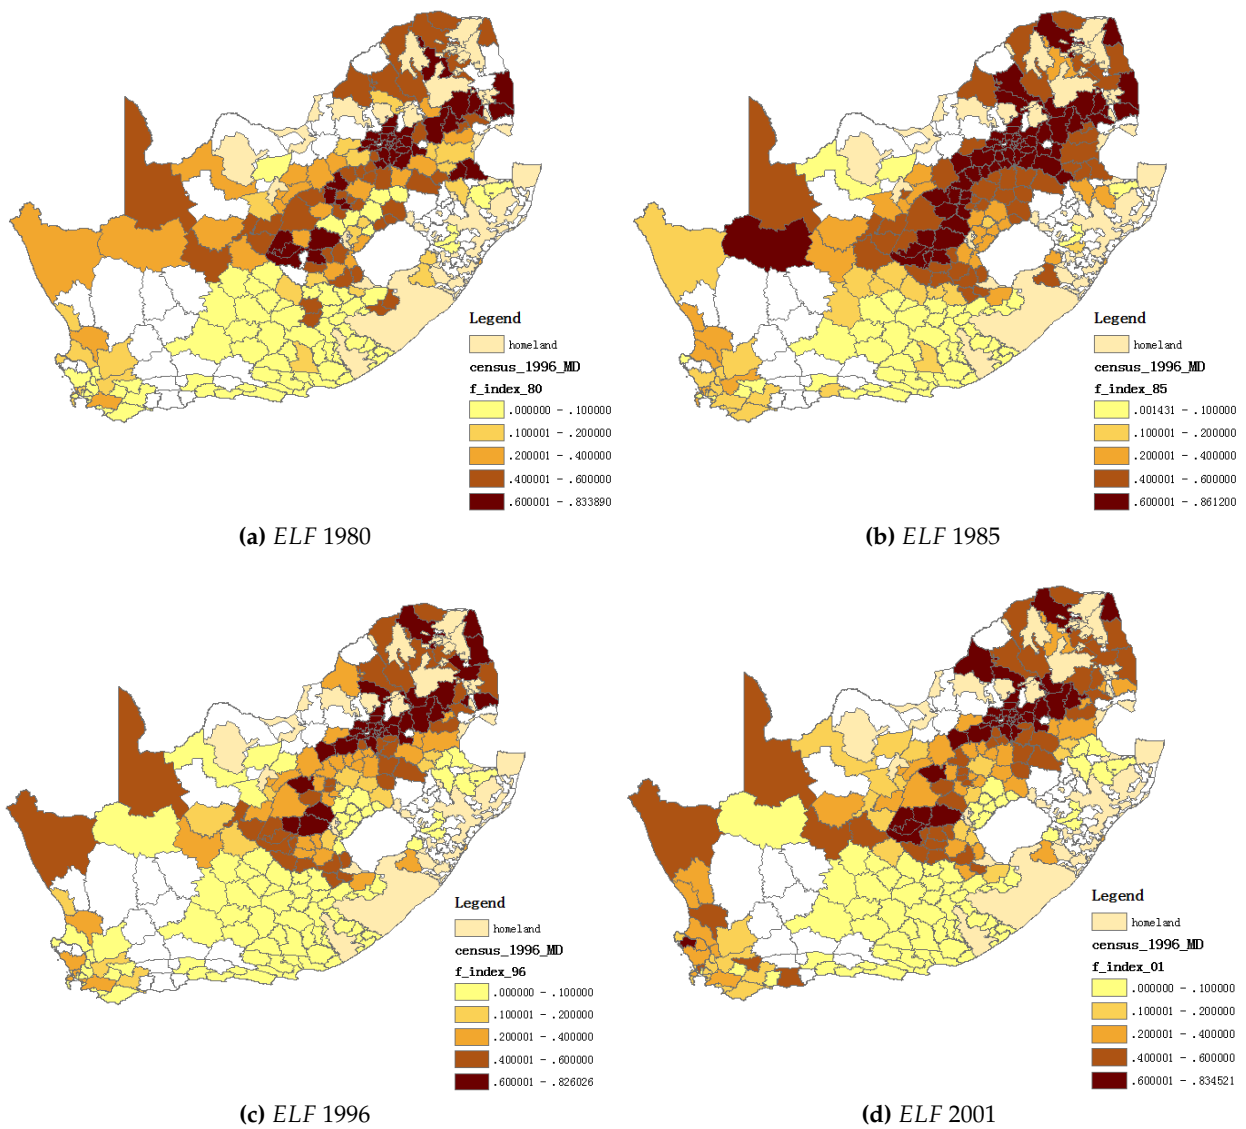 Legend
homeland
census_1996_MD
f_index_80
.000000 - .100000
.100001 - .200000
.200001 - .400000
.400001 - .600000
.600001 - .833890
(a) ELF 1980
Legend
homeland
census_1996_MD
f_index_85
.001431 - .100000
.100001 - .200000
.200001 - .400000
.400001 - .600000
.600001 - .861200
(b) ELF 1985
Legend
homeland
census_1996_MD
f_index_96
.000000 - .100000
.100001 - .200000
.200001 - .400000
.400001 - .600000
.600001 - .826026
(c) ELF 1996
Legend
homeland
census_1996_MD
f_index_01
.000000 - .100000
.100001 - .200000
.200001 - .400000
.400001 - .600000
.600001 - .834521
(d) ELF 2001